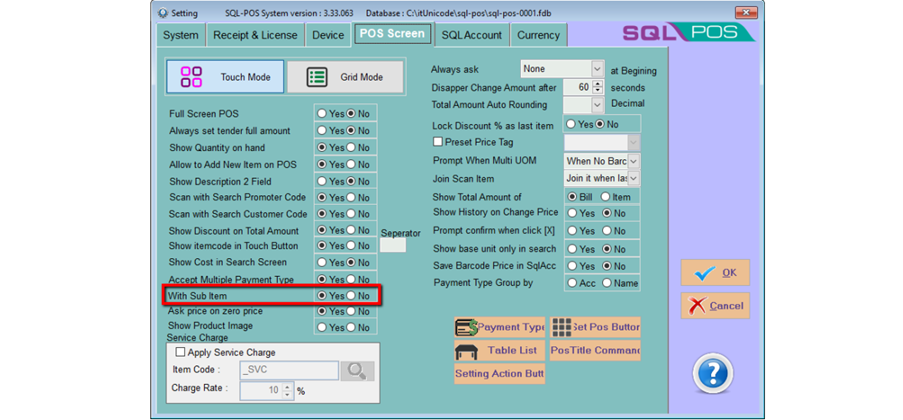 Setting SQL-POS System version : 3.33.063 Database : C:\itUnicode\sql-pos\sql-pos-0001.fdb
System Receipt & License Device POS Screen SQLAccount Currency
SQL POS
Touch Mode Grid Mode
Full Screen POS Yes No
Always set tender full amount Yes No
Show Quantity on hand Yes No
Allow to Add New Item on POS Yes No
Show Description 2 Field Yes No
Scan with Search Promoter Code Yes No
Scan with Search Customer Code Yes No
Show Discount on Total Amount Yes No
Seperator
Show itemcode in Touch Button Yes No
Show Cost in Search Screen Yes No
Accept Multiple Payment Type Yes No
With Sub Item Yes No
Ask price on zero price Yes No
Show Product Image Yes No
Service Charge
Apply Service Charge
Item Code : _SVC
Charge Rate : 10 %
Always ask None at Begining
Disapper Change Amount after 60 seconds
Total Amount Auto Rounding Decimal
Lock Discount % as last item Yes No
Preset Price Tag
Prompt When Multi UOM When No Barc
Join Scan Item Join it when las
Show Total Amount of Bill Item
Show History on Change Price Yes No
Prompt confirm when click [X] Yes No
Show base unit only in search Yes No
Save Barcode Price in SqlAcc Yes No
Payment Type Group by Acc Name
Payment Type Set Pos Button
Table List PosTitle Command
Setting Action Butt
OK
Cancel
?